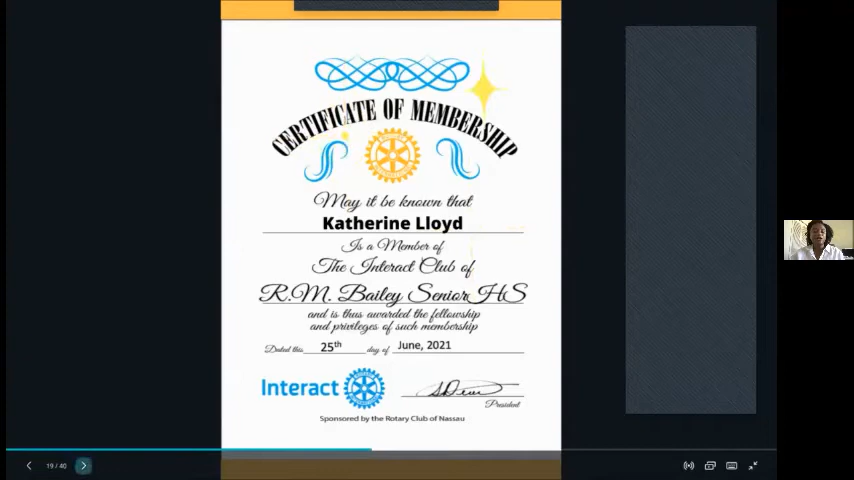 CERTIFICATE OF MEMBERSHIP
May it be known that
Katherine Lloyd
Is a Member of
The Interact Club of
R.M. Bailey Senior HS
and is thus awarded the fellowship
and privileges of such membership
Dated this 25th day of June, 2021
Interact
President
Sponsored by the Rotary Club of Nassau
19 / 40